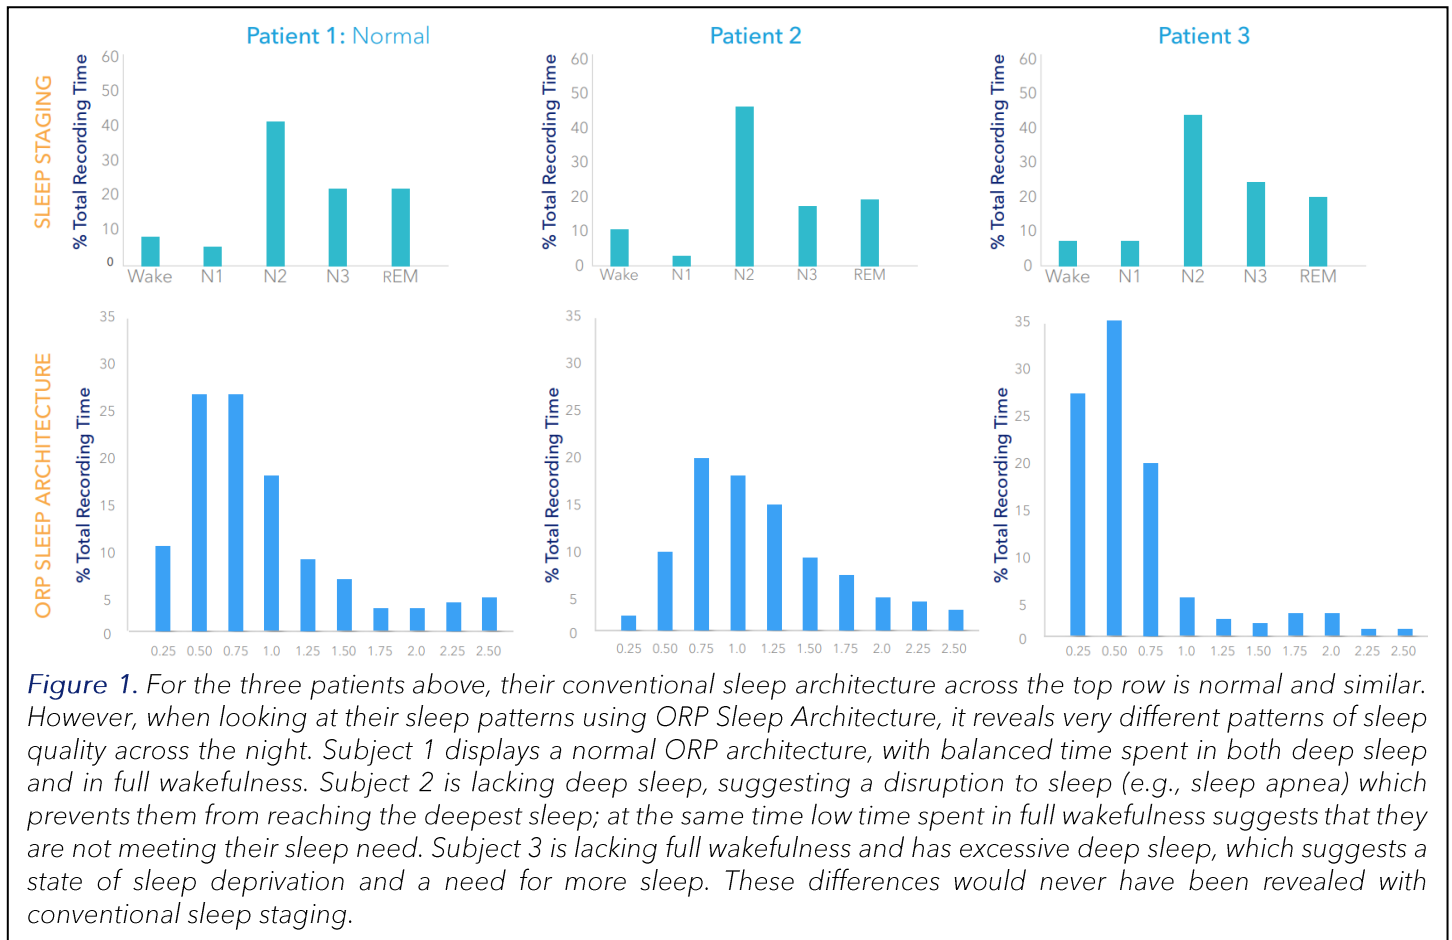 Patient 1: Normal
Patient 2
Patient 3
SLEEP STAGING
% Total Recording Time
60
50
40
30
20
10
0
Wake N1 N2 N3 REM
% Total Recording Time
60
50
40
30
20
10
0
Wake N1 N2 N3 REM
% Total Recording Time
60
50
40
30
20
10
0
Wake N1 N2 N3 REM
ORP SLEEP ARCHITECTURE
% Total Recording Time
35
30
25
20
15
10
5
0
0.25 0.50 0.75 1.0 1.25 1.50 1.75 2.0 2.25 2.50
% Total Recording Time
35
30
25
20
15
10
5
0
0.25 0.50 0.75 1.0 1.25 1.50 1.75 2.0 2.25 2.50
% Total Recording Time
35
30
25
20
15
10
5
0
0.25 0.50 0.75 1.0 1.25 1.50 1.75 2.0 2.25 2.50
Figure 1. For the three patients above, their conventional sleep architecture across the top row is normal and similar.
However, when looking at their sleep patterns using ORP Sleep Architecture, it reveals very different patterns of sleep
quality across the night. Subject 1 displays a normal ORP architecture, with balanced time spent in both deep sleep
and in full wakefulness. Subject 2 is lacking deep sleep, suggesting a disruption to sleep (e.g., sleep apnea) which
prevents them from reaching the deepest sleep; at the same time low time spent in full wakefulness suggests that they
are not meeting their sleep need. Subject 3 is lacking full wakefulness and has excessive deep sleep, which suggests a
state of sleep deprivation and a need for more sleep. These differences would never have been revealed with
conventional sleep staging.